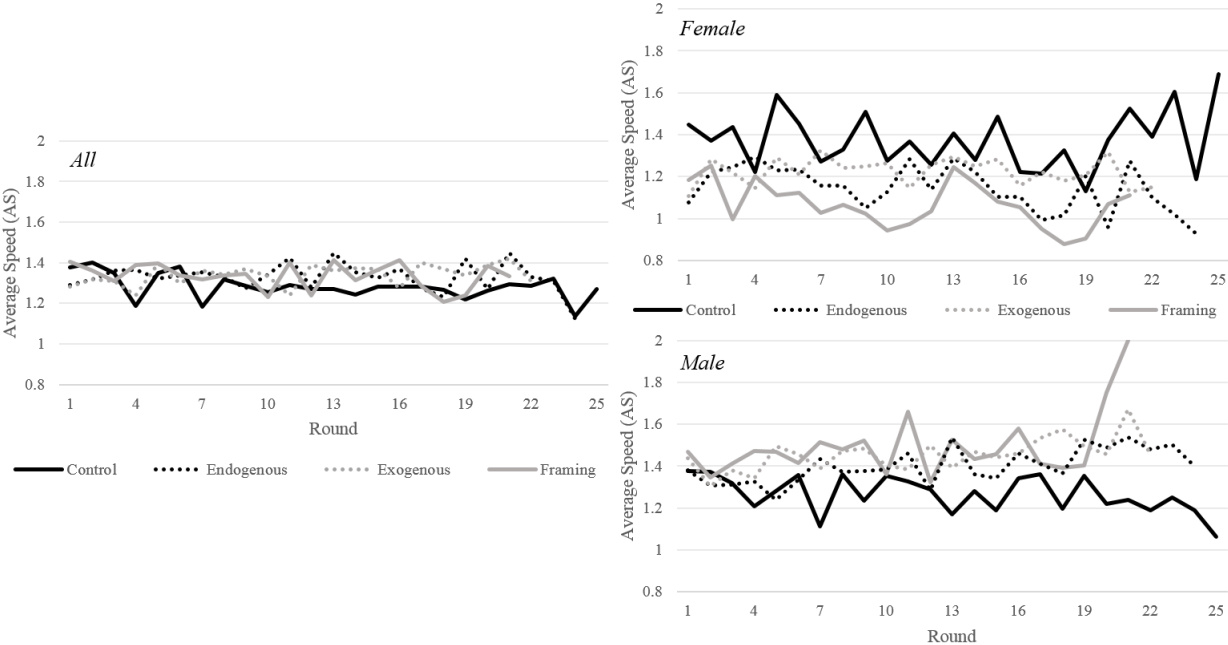 All
Average Speed (AS)
2
1.8
1.6
1.4
1.2
1
0.8
1 4 7 10 13 16 19 22 25
Round
Control Endogenous Exogenous Framing
Female
Average Speed (AS)
2
1.8
1.6
1.4
1.2
1
0.8
1 4 7 10 13 16 19 22 25
Control Endogenous Exogenous Framing
Male
Average Speed (AS)
2
1.8
1.6
1.4
1.2
1
0.8
1 4 7 10 13 16 19 22 25
Round